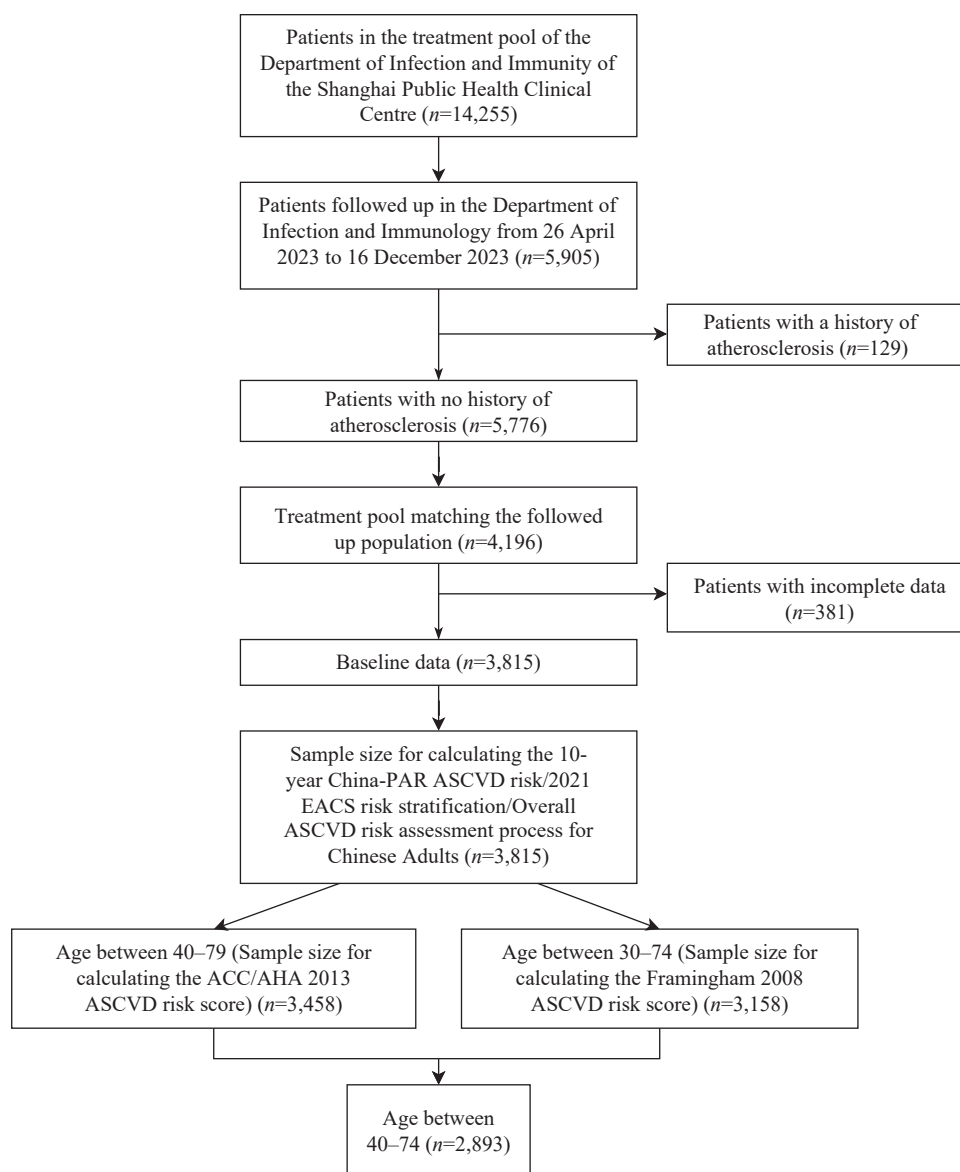 Patients in the treatment pool of the
Department of Infection and Immunity of
the Shanghai Public Health Clinical
Centre (n=14,255)
Patients followed up in the Department of
Infection and Immunology from 26 April
2023 to 16 December 2023 (n=5,905)
Patients with a history of
atherosclerosis (n=129)
Patients with no history of
atherosclerosis (n=5,776)
Treatment pool matching the followed
up population (n=4,196)
Patients with incomplete data
(n=381)
Baseline data (n=3,815)
Sample size for calculating the 10-
year China-PAR ASCVD risk/2021
EACS risk stratification/Overall
ASCVD risk assessment process for
Chinese Adults (n=3,815)
Age between 40–79 (Sample size for
calculating the ACC/AHA 2013
ASCVD risk score) (n=3,458)
Age between 30–74 (Sample size for
calculating the Framingham 2008
ASCVD risk score) (n=3,158)
Age between
40–74 (n=2,893)